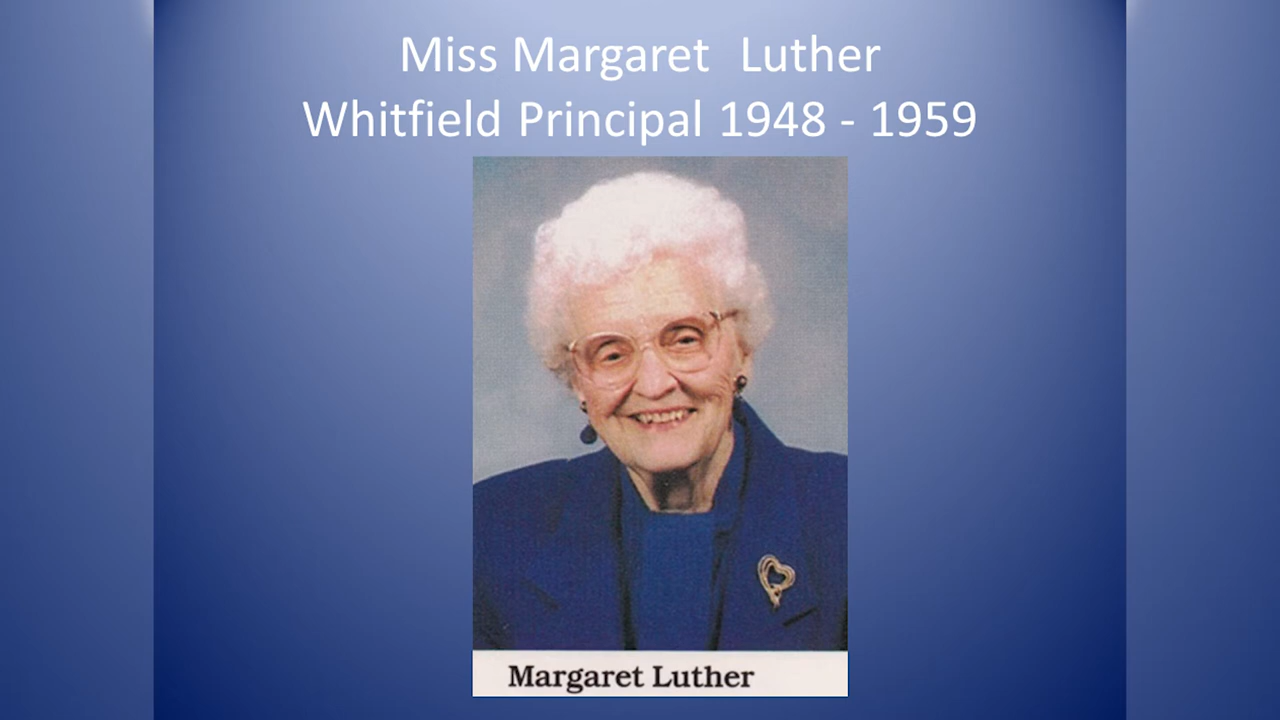 Miss Margaret  Luther
Whitfield Principal 1948 - 1959
Margaret Luther